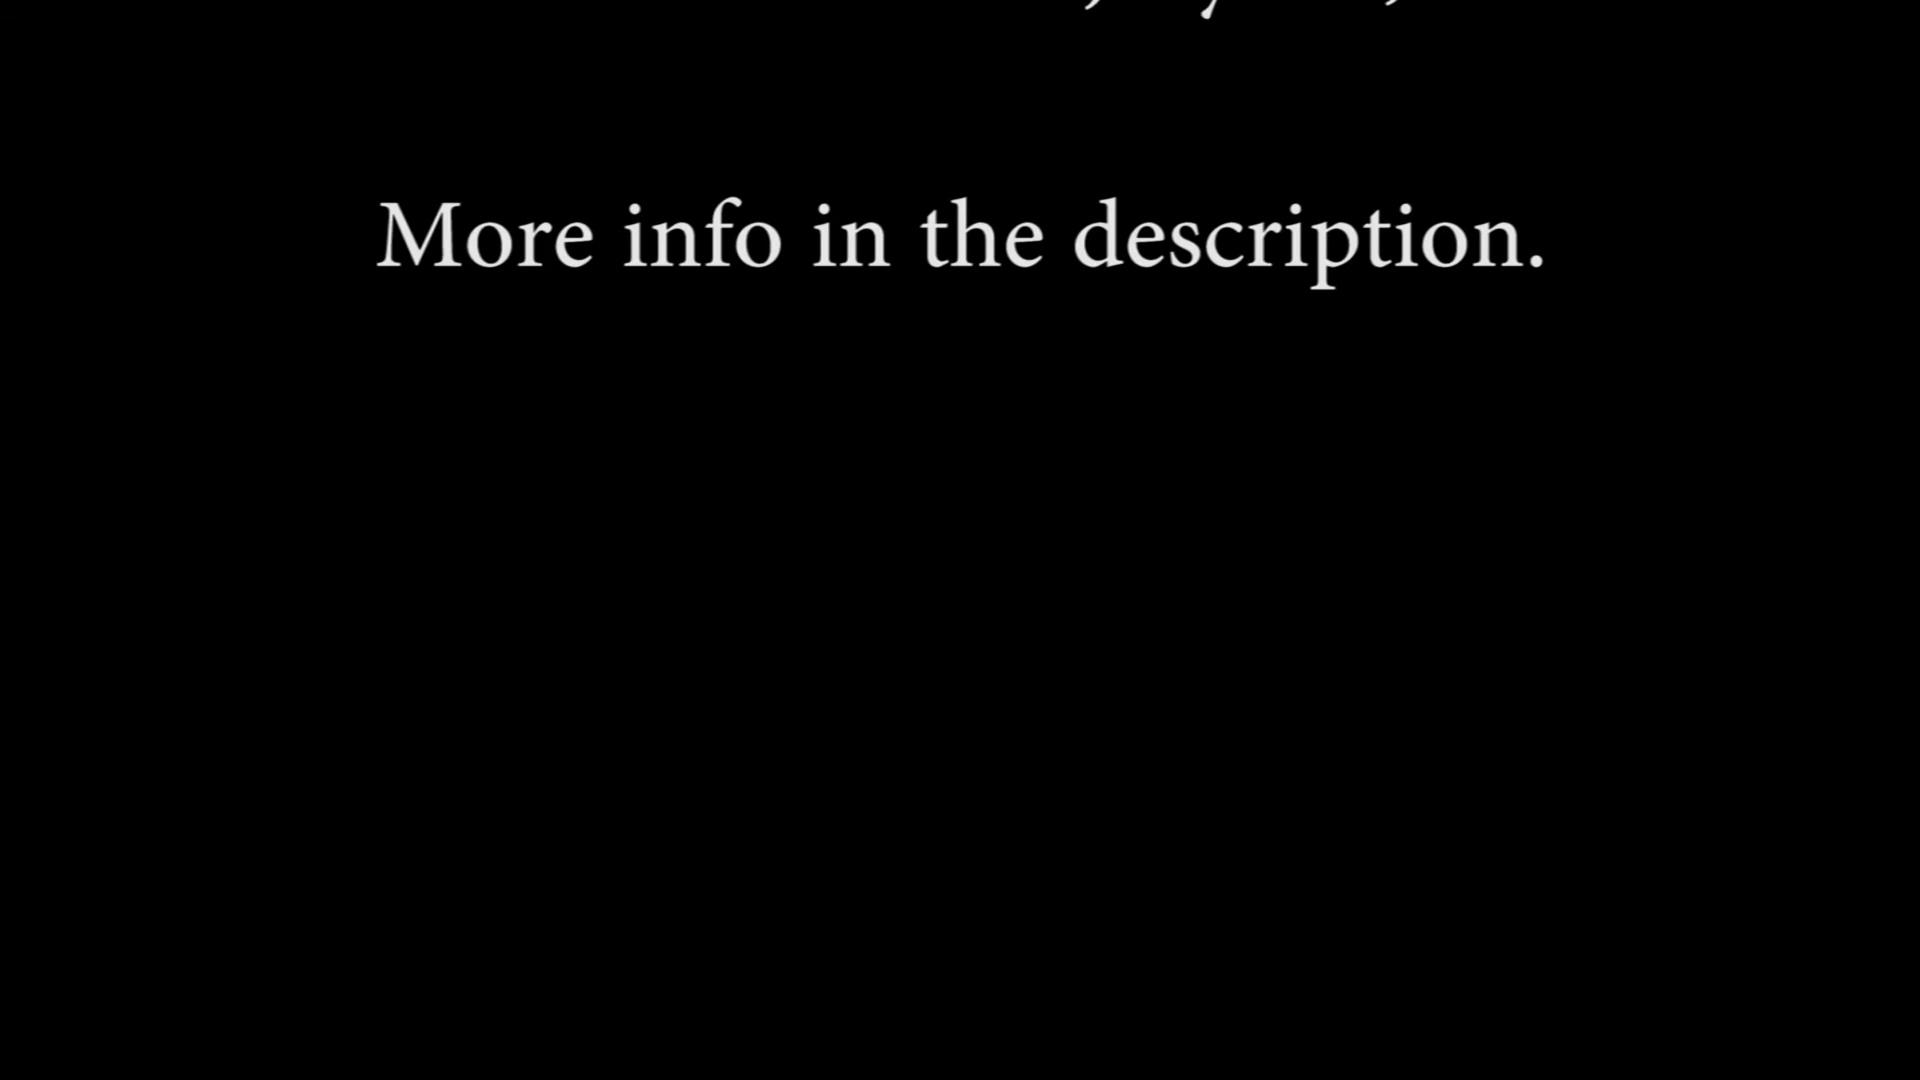 More info in the description.